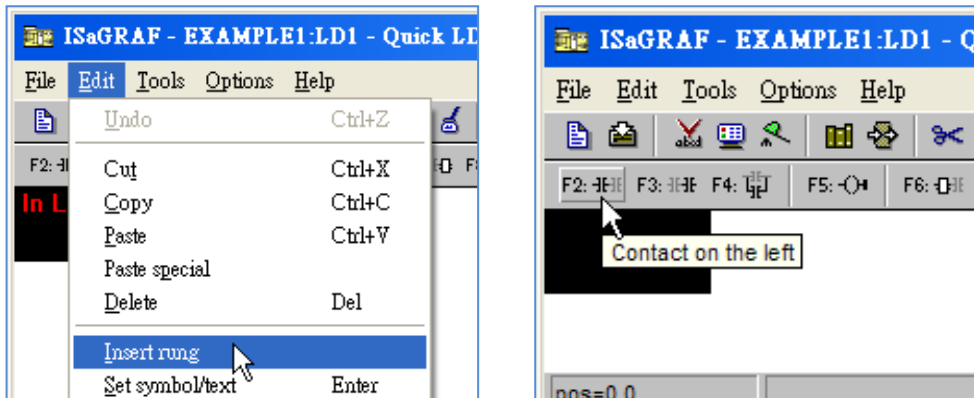 ISaGRAF - EXAMPLE1:LD1 - Quick LD
File Edit Tools Options Help
Undo Ctrl+Z
F2:
Cut Ctrl+X
In L
Copy Ctrl+C
Paste Ctrl+V
Paste special
Delete Del
Insert rung
Set symbol/text Enter
ISaGRAF - EXAMPLE1:LD1 - Q
File Edit Tools Options Help
abcd
F2: F3: F4: F5: F6:
Contact on the left
pos=0,0